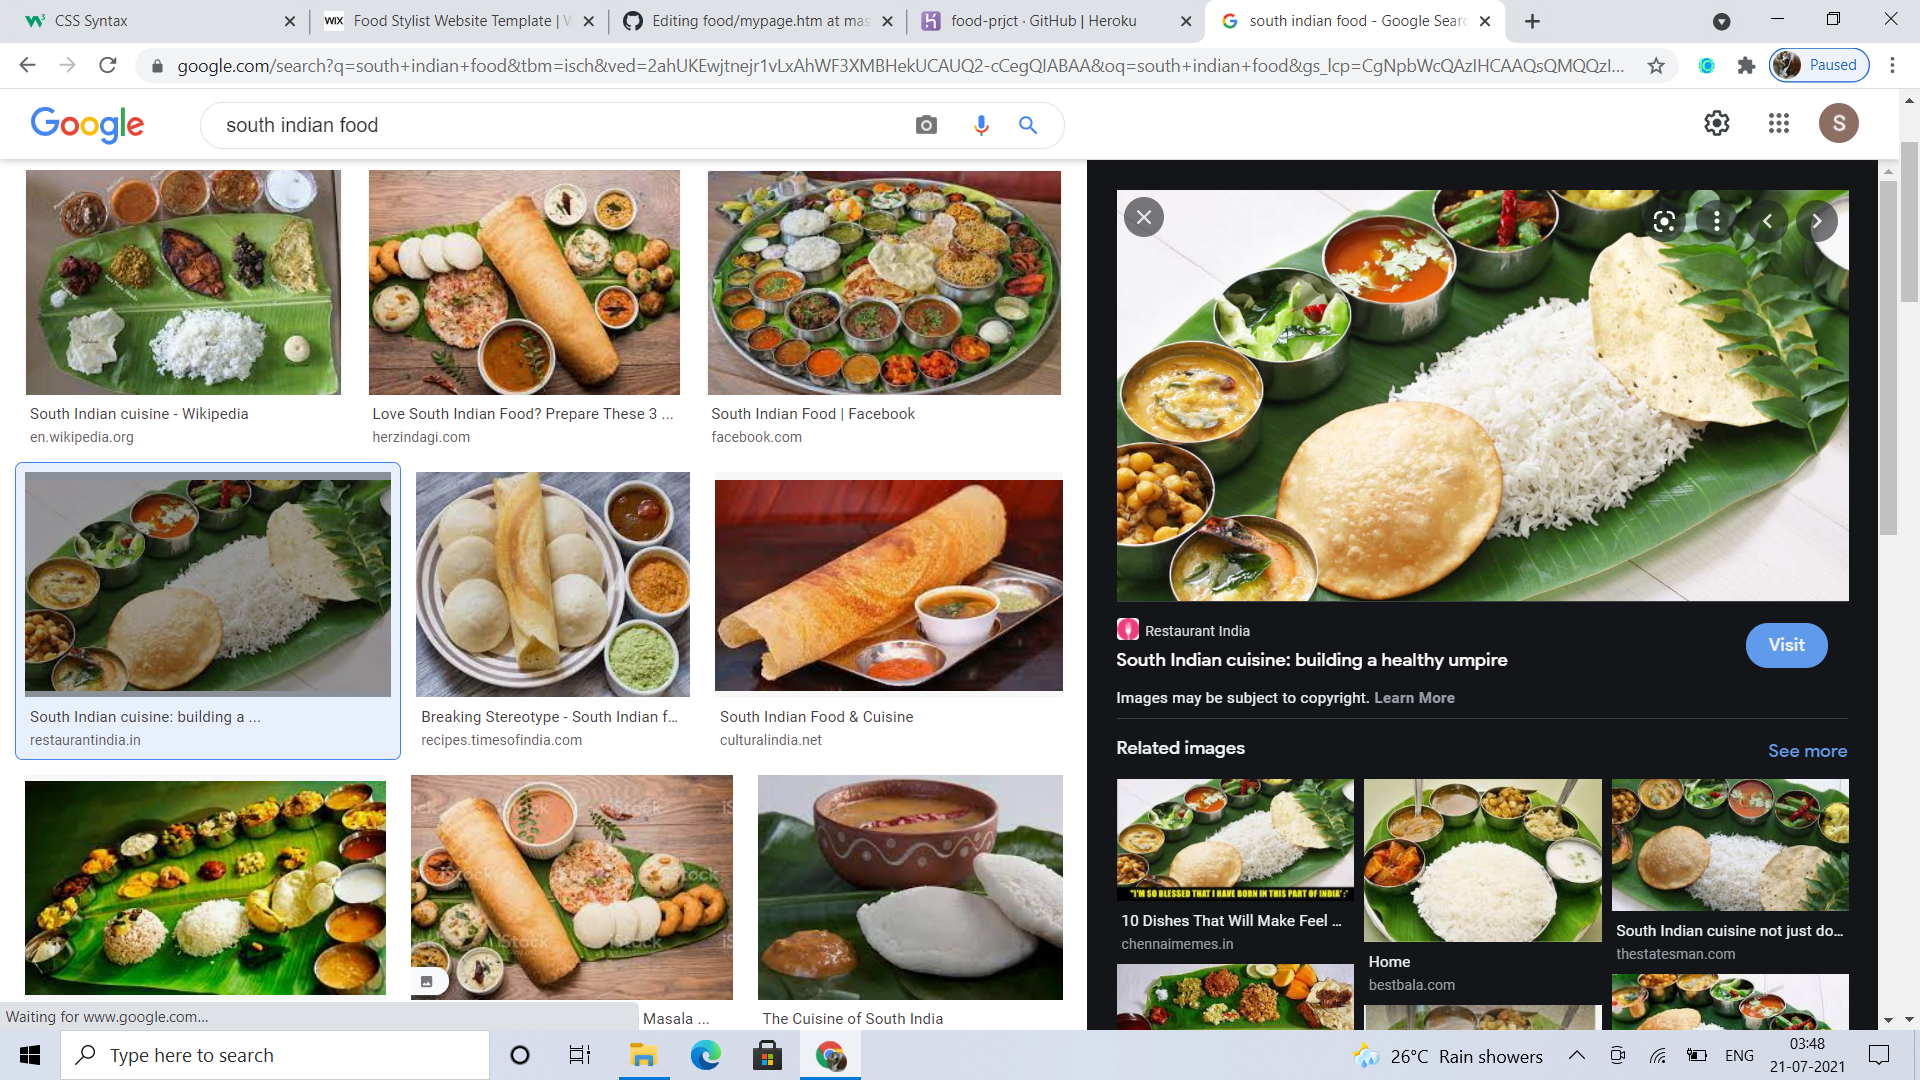 CSS Syntax
WIX Food Stylist Website Template | W
Editing food/mypage.htm at mas
food-prjct · GitHub | Heroku
south indian food - Google Searc
google.com/search?q=south+indian+food&tbm=isch&ved=2ahUKEwjtnejr1vLxAhWF3XMBHekUCAUQ2-cCegQIABAA&oq=south+indian+food&gs_lcp=CgNpbWcQAzIHCAAQsQMQQzI...
Paused
Google
south indian food
S
South Indian cuisine - Wikipedia
en.wikipedia.org
Love South Indian Food? Prepare These 3 ...
herzindagi.com
South Indian Food | Facebook
facebook.com
South Indian cuisine: building a ...
restaurantindia.in
Breaking Stereotype - South Indian f...
recipes.timesofindia.com
South Indian Food & Cuisine
culturalindia.net
iStock
iStock
iStock
Masala ...
The Cuisine of South India
Restaurant India
South Indian cuisine: building a healthy umpire
Visit
Images may be subject to copyright. Learn More
Related images
See more
"I'M SO BLESSED THAT I HAVE BORN IN THIS PART OF INDIA"
10 Dishes That Will Make Feel ...
chennaimemes.in
Home
bestbala.com
South Indian cuisine not just do...
thestatesman.com
Waiting for www.google.com...
Type here to search
26°C Rain showers
ENG
03:48
21-07-2021